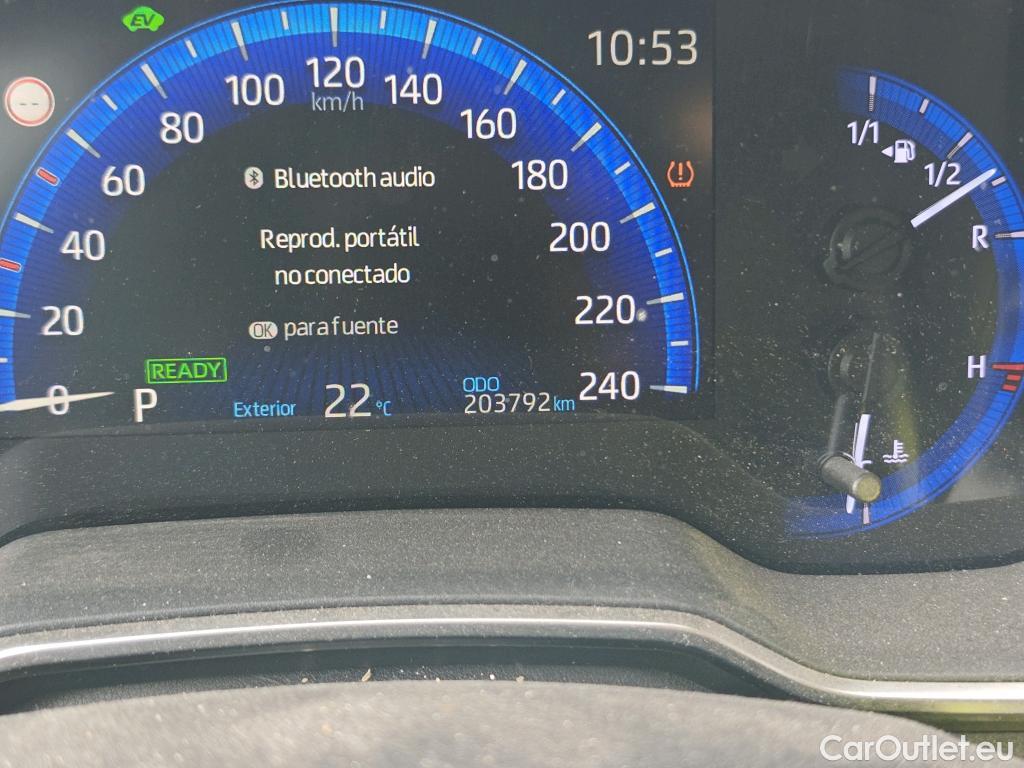 EV
10:53
- -
0
20
40
60
80
100
120
km/h
140
160
180
200
220
240
Bluetooth audio
Reprod. portátil
no conectado
OK para fuente
READY
P
Exterior 22 °C
ODO
203792 km
1/1
1/2
R
H
CarOutlet.eu